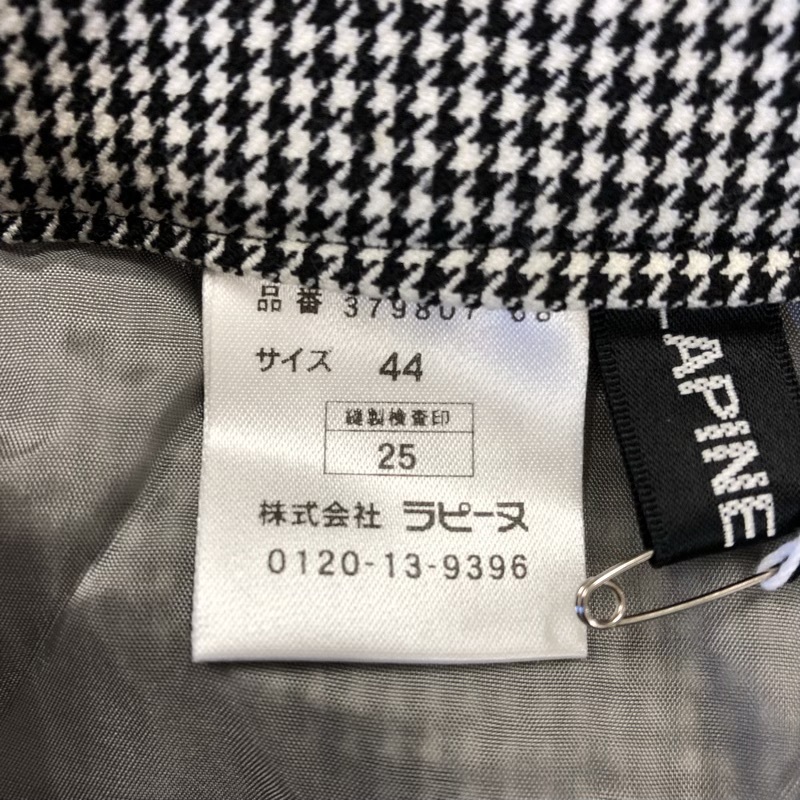 品番 379807 68
サイズ 44
縫製検査印
25
株式会社 ラピーヌ
0120-13-9396
LAPINE